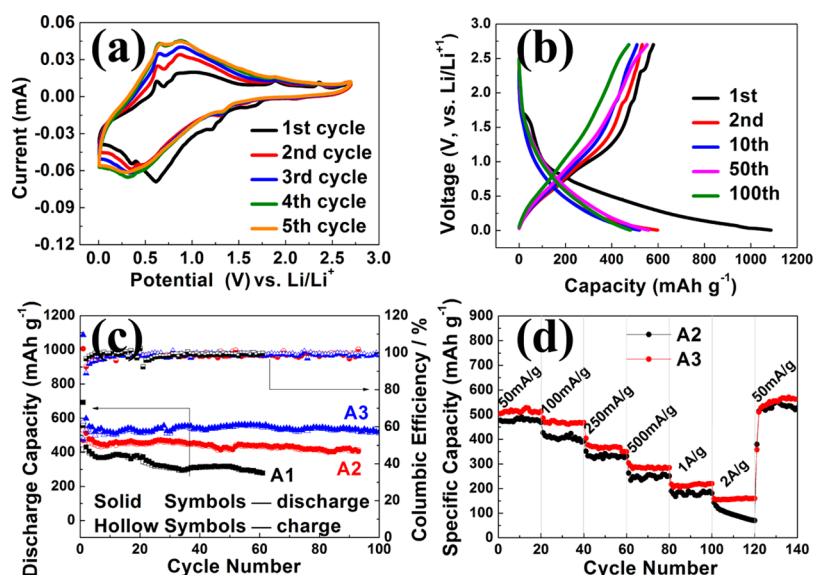 (a)
0.06
0.03
0.00
-0.03
-0.06
-0.09
-0.12
Current (mA)
1st cycle
2nd cycle
3rd cycle
4th cycle
5th cycle
0.0 0.5 1.0 1.5 2.0 2.5 3.0
Potential (V) vs. Li/Li+
(b)
3.0
2.5
2.0
1.5
1.0
0.5
0.0
Voltage (V, vs. Li/Li+1)
1st
2nd
10th
50th
100th
0 200 400 600 800 1000 1200
Capacity (mAh g-1)
(c)
1200
1000
800
600
400
200
0
Discharge Capacity (mAh g-1)
120
100
80
60
40
20
0
Columbic Efficiency / %
A3
A2
A1
Solid Symbols — discharge
Hollow Symbols — charge
0 20 40 60 80 100
Cycle Number
(d)
900
800
700
600
500
400
300
200
100
0
Specific Capacity (mAh g-1)
A2
A3
50mA/g
100mA/g
250mA/g
500mA/g
1A/g
2A/g
50mA/g
0 20 40 60 80 100 120 140
Cycle Number